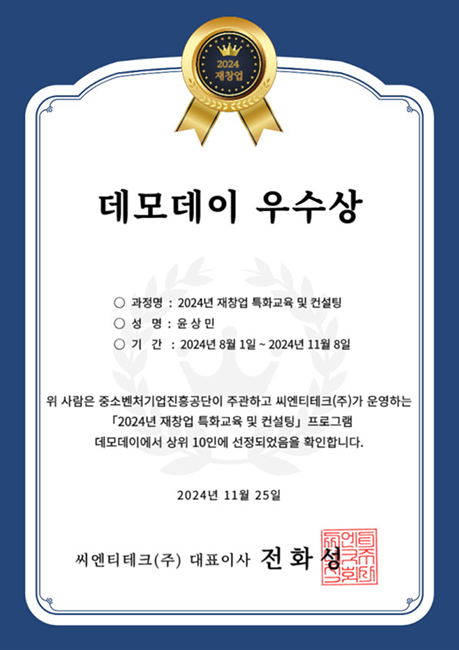 2024
재창업
데모데이 우수상
○ 과정명 : 2024년 재창업 특화교육 및 컨설팅
○ 성 명 : 윤상민
○ 기 간 : 2024년 8월 1일 ~ 2024년 11월 8일
위 사람은 중소벤처기업진흥공단이 주관하고 씨엔티테크(주)가 운영하는
「2024년 재창업 특화교육 및 컨설팅」 프로그램
데모데이에서 상위 10인에 선정되었음을 확인합니다.
2024년 11월 25일
씨엔티테크(주) 대표이사 전화성